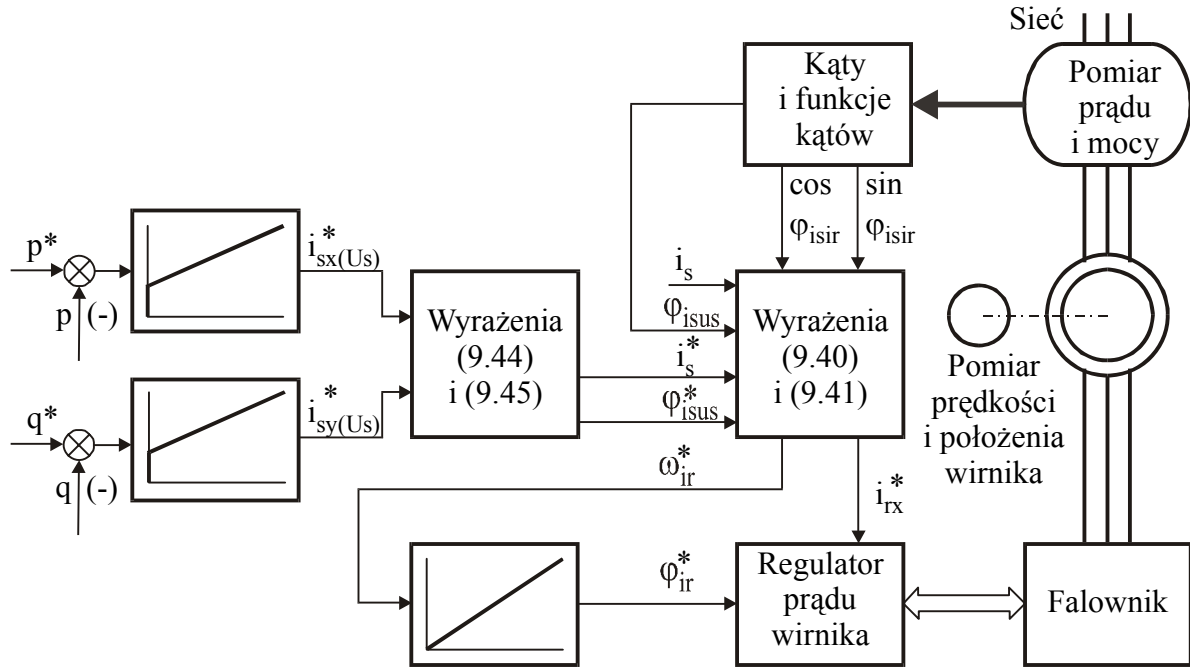 Sieć
Kąty
i funkcje
kątów
Pomiar
prądu
i mocy
cos
sin
φisir
φisir
p*
p (-)
i*sx(Us)
is
φisus
Wyrażenia
(9.44)
i (9.45)
Wyrażenia
(9.40)
i (9.41)
i*s
φ*isus
Pomiar
prędkości
i położenia
wirnika
q*
q (-)
i*sy(Us)
ω*ir
irx*
φ*ir
Regulator
prądu
wirnika
Falownik